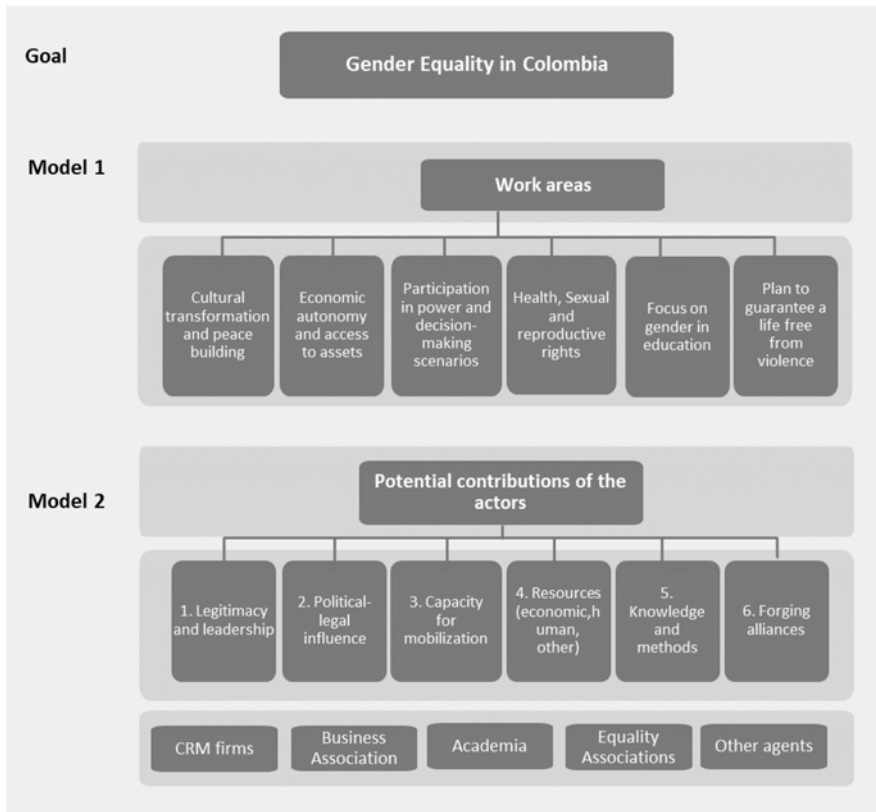 Goal
Gender Equality in Colombia
Model 1
Work areas
Cultural
transformation
and peace
building
Economic
autonomy
and access
to assets
Participation
in power and
decision-
making
scenarios
Health, Sexual
and
reproductive
rights
Focus on
gender in
education
Plan to
guarantee a
life free
from
violence
Model 2
Potential contributions of the
actors
1. Legitimacy
and leadership
2. Political-
legal
influence
3. Capacity
for
mobilization
4. Resources
(economic,h
uman,
other)
5.
Knowledge
and
methods
6. Forging
alliances
CRM firms
Business
Association
Academia
Equality
Associations
Other agents